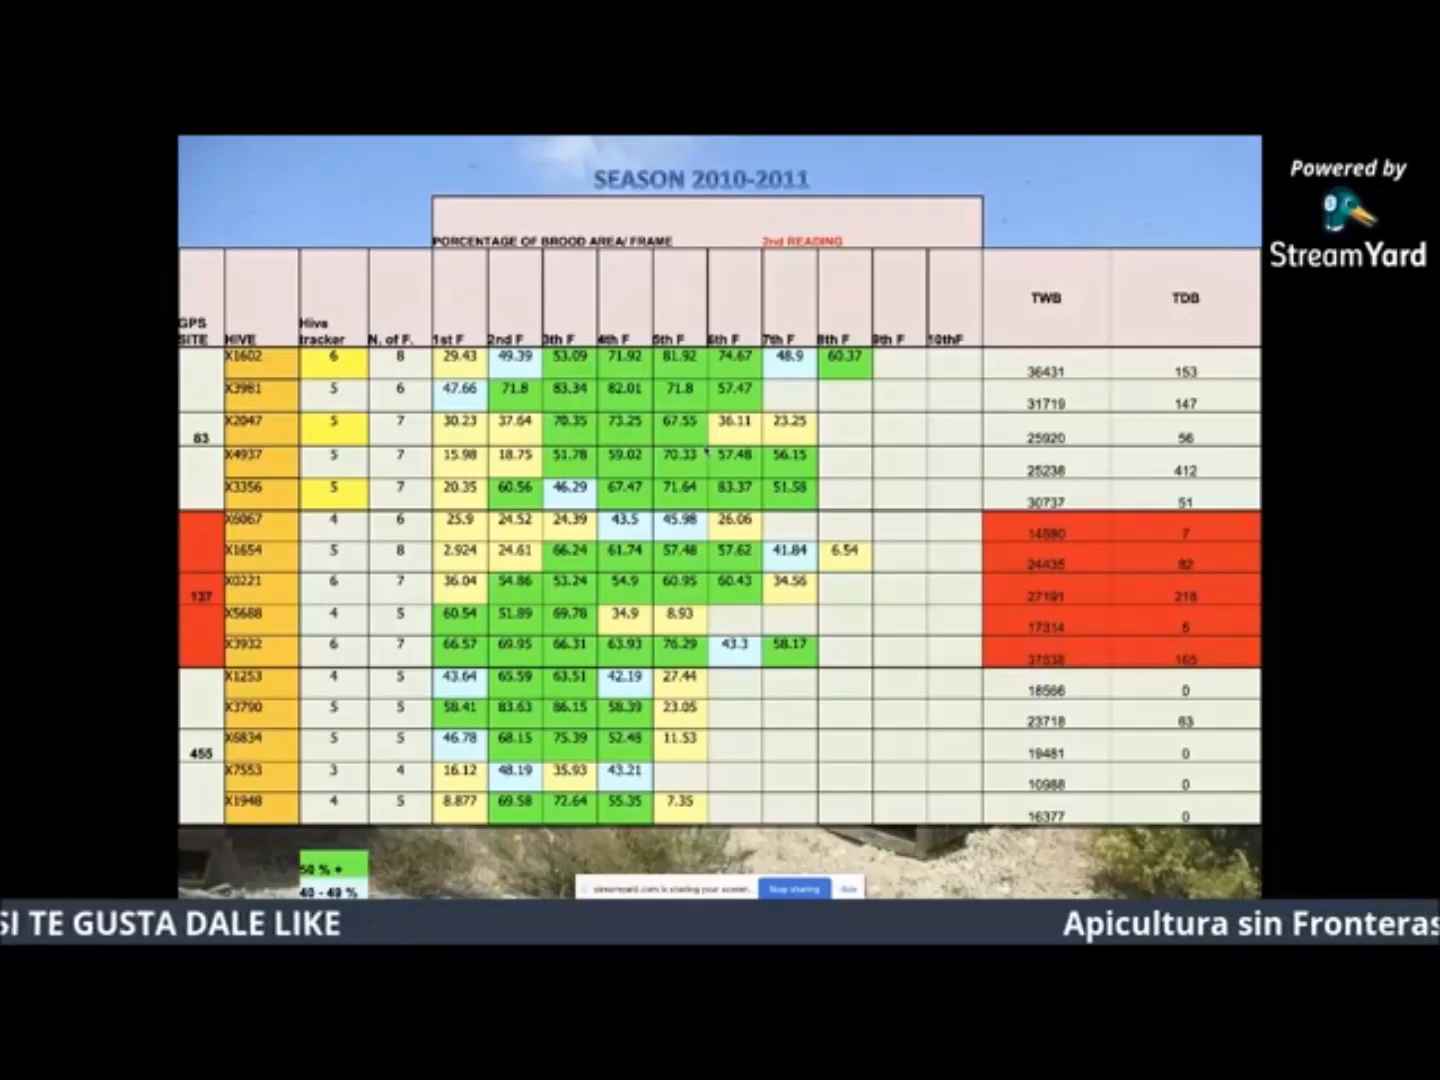 Powered by
StreamYard
SEASON 2010-2011
PORCENTAGE OF BROOD AREA/ FRAME 2nd READING
GPS SITE HIVE Hive tracker N. of F. 1st F 2nd F 3th F 4th F 5th F 6th F 7th F 8th F 9th F 10thF TWB TDB
X1602 6 8 29.43 49.39 53.09 71.92 81.92 74.67 48.9 60.37 36431 153
X3981 5 6 47.66 71.8 83.34 82.01 71.8 57.47 31719 147
83 X2047 5 7 30.23 37.64 70.35 73.25 67.55 36.11 23.25 25920 56
X4937 5 7 15.98 18.75 51.78 59.02 70.33 57.48 56.15 25238 412
X3356 5 7 20.35 60.56 46.29 67.47 71.64 83.37 51.58 30737 51
X6067 4 6 25.9 24.52 24.39 43.5 45.98 26.06 14580 7
X1654 5 8 2.924 24.61 66.24 61.74 57.48 57.62 41.84 6.54 24435 82
137 X0221 6 7 36.04 54.86 53.24 54.9 60.95 60.43 34.56 27191 218
X5688 4 5 60.54 51.89 69.78 34.9 8.93 17314 5
X3932 6 7 66.57 69.95 66.31 63.93 76.29 43.3 58.17 37538 165
X1253 4 5 43.64 65.59 63.51 42.19 27.44 18566 0
X3790 5 5 58.41 83.63 86.15 58.39 23.05 23718 63
455 X6834 5 5 46.78 68.15 75.39 52.48 11.53 19481 0
X7553 3 4 16.12 48.19 35.93 43.21 10988 0
X1948 4 5 8.877 69.58 72.64 55.35 7.35 16377 0
50 % +
40 - 49 %
streamyard.com is sharing your screen. Stop sharing Hide
SI TE GUSTA DALE LIKE Apicultura sin Fronteras